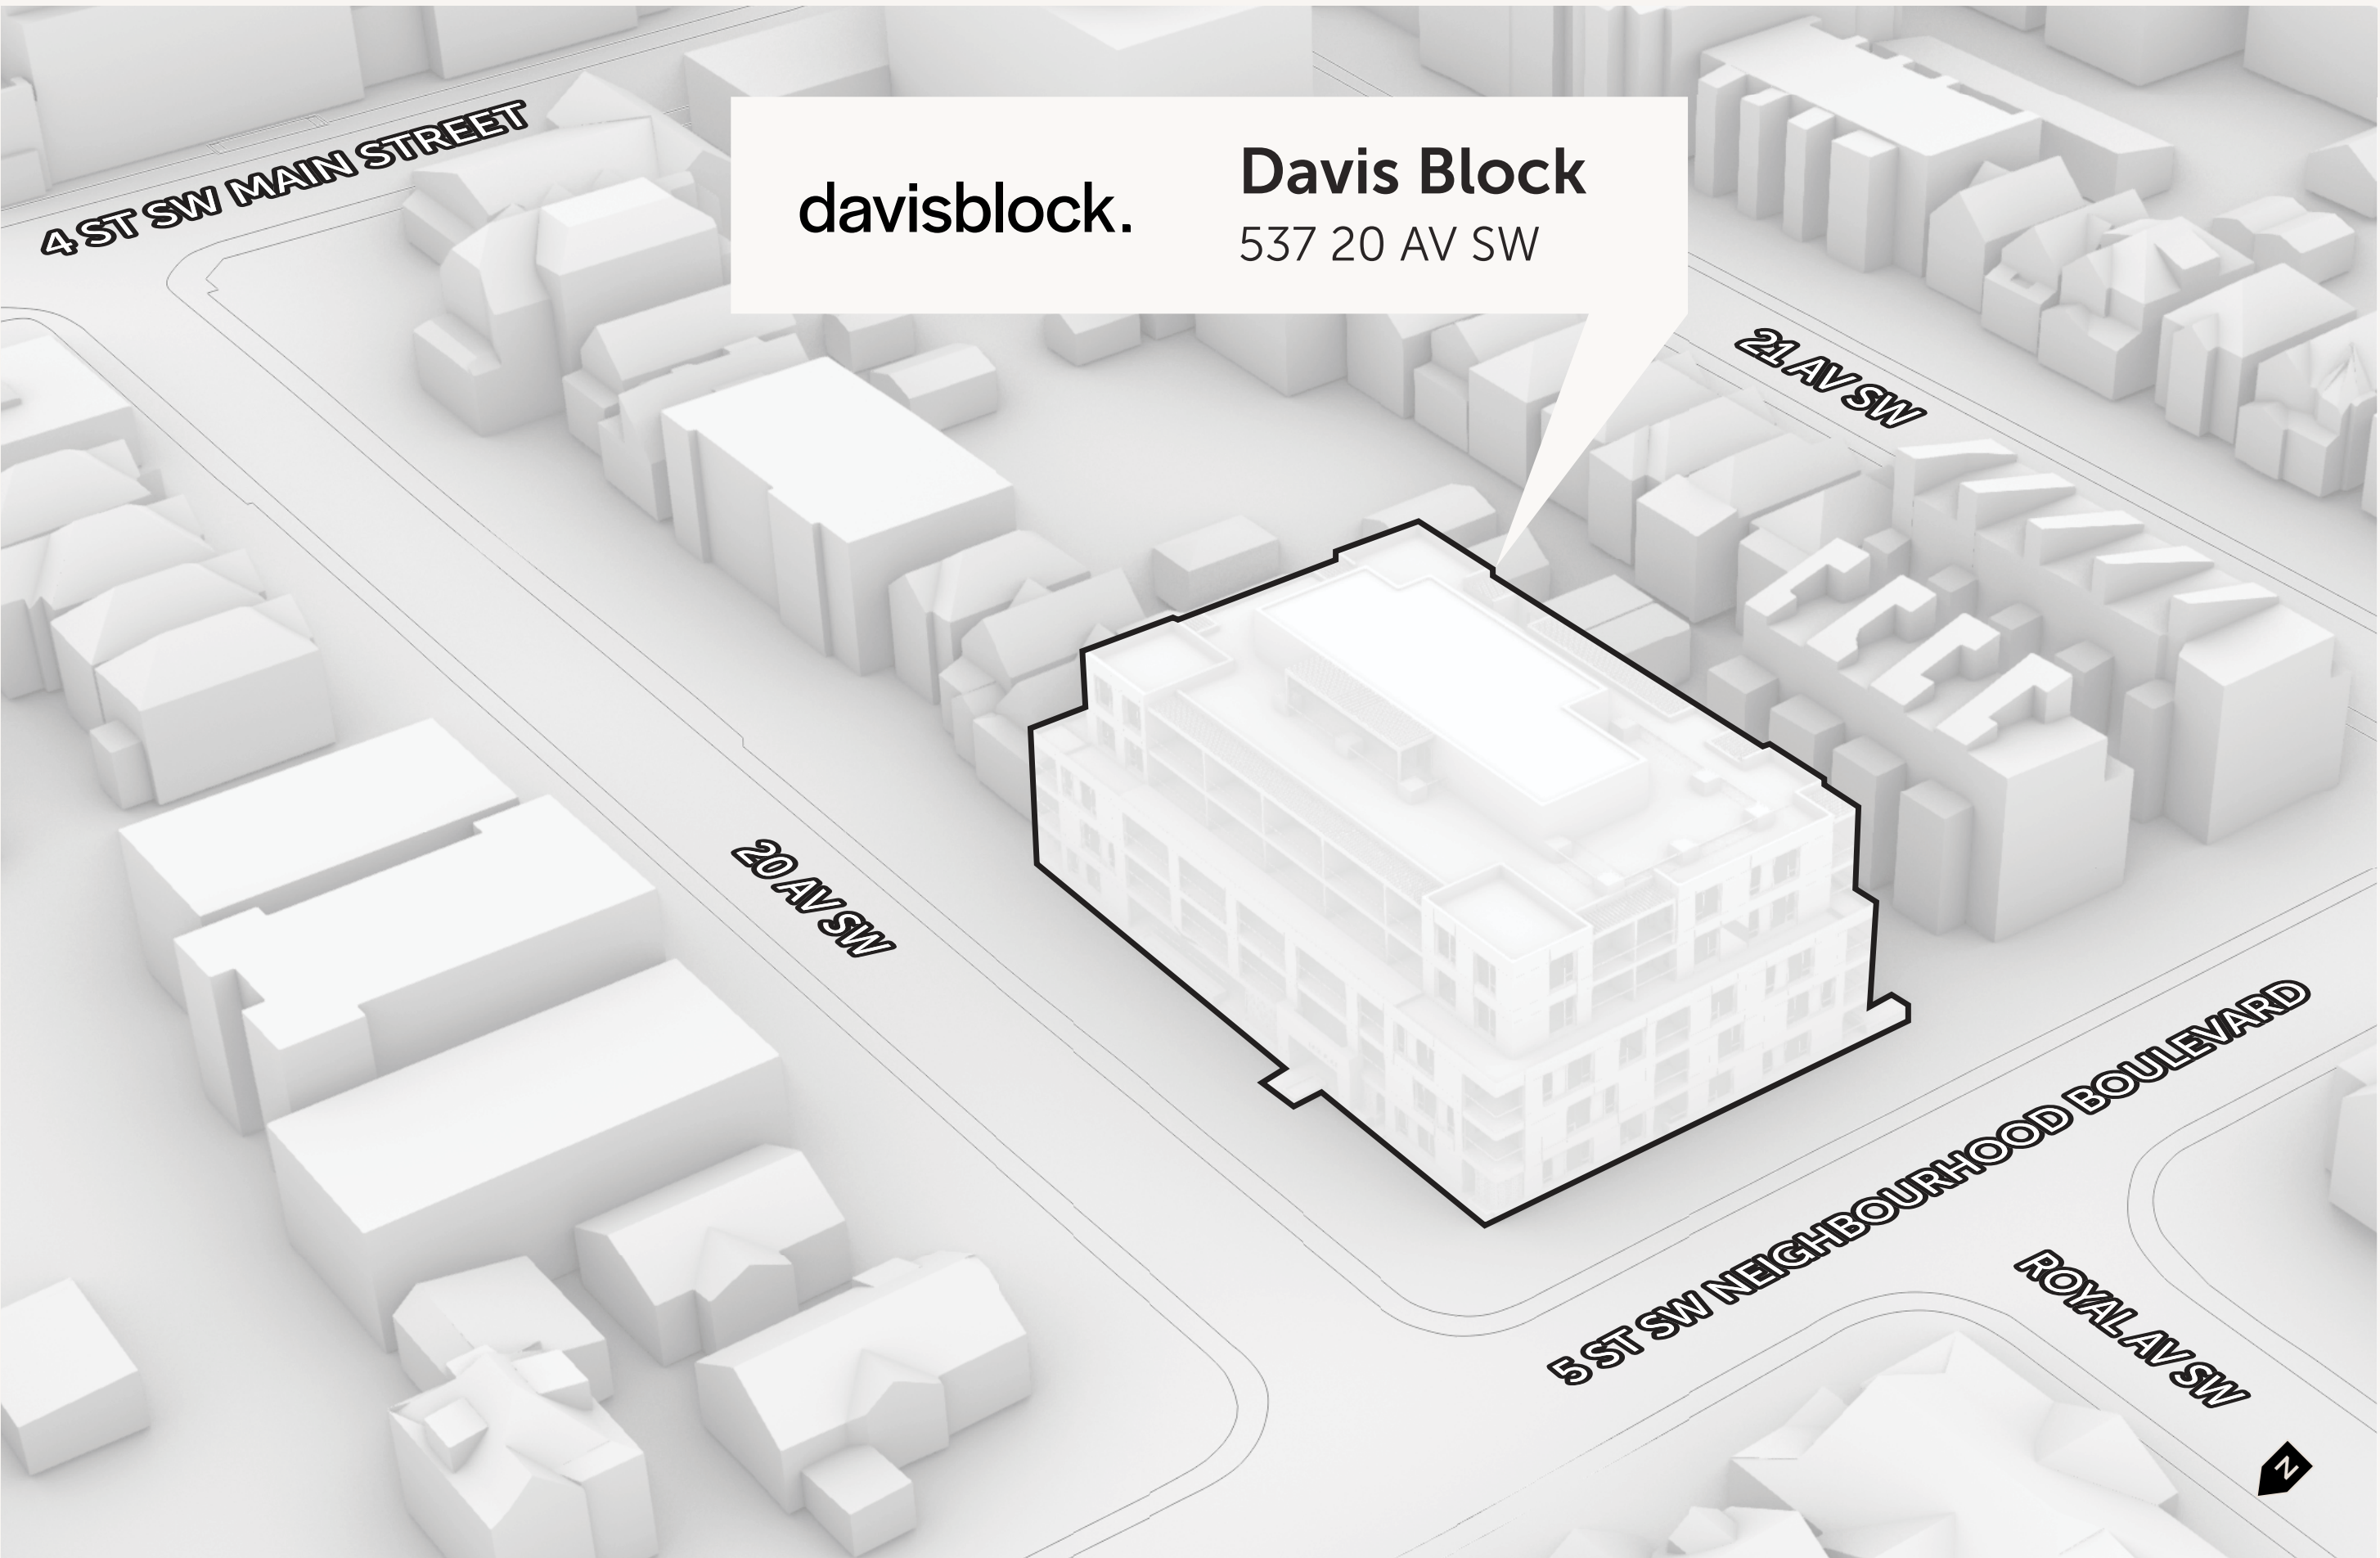 4 ST SW MAIN STREET
davisblock.
Davis Block
537 20 AV SW
21 AV SW
20 AV SW
5 ST SW NEIGHBOURHOOD BOULEVARD
ROYAL AV SW
N